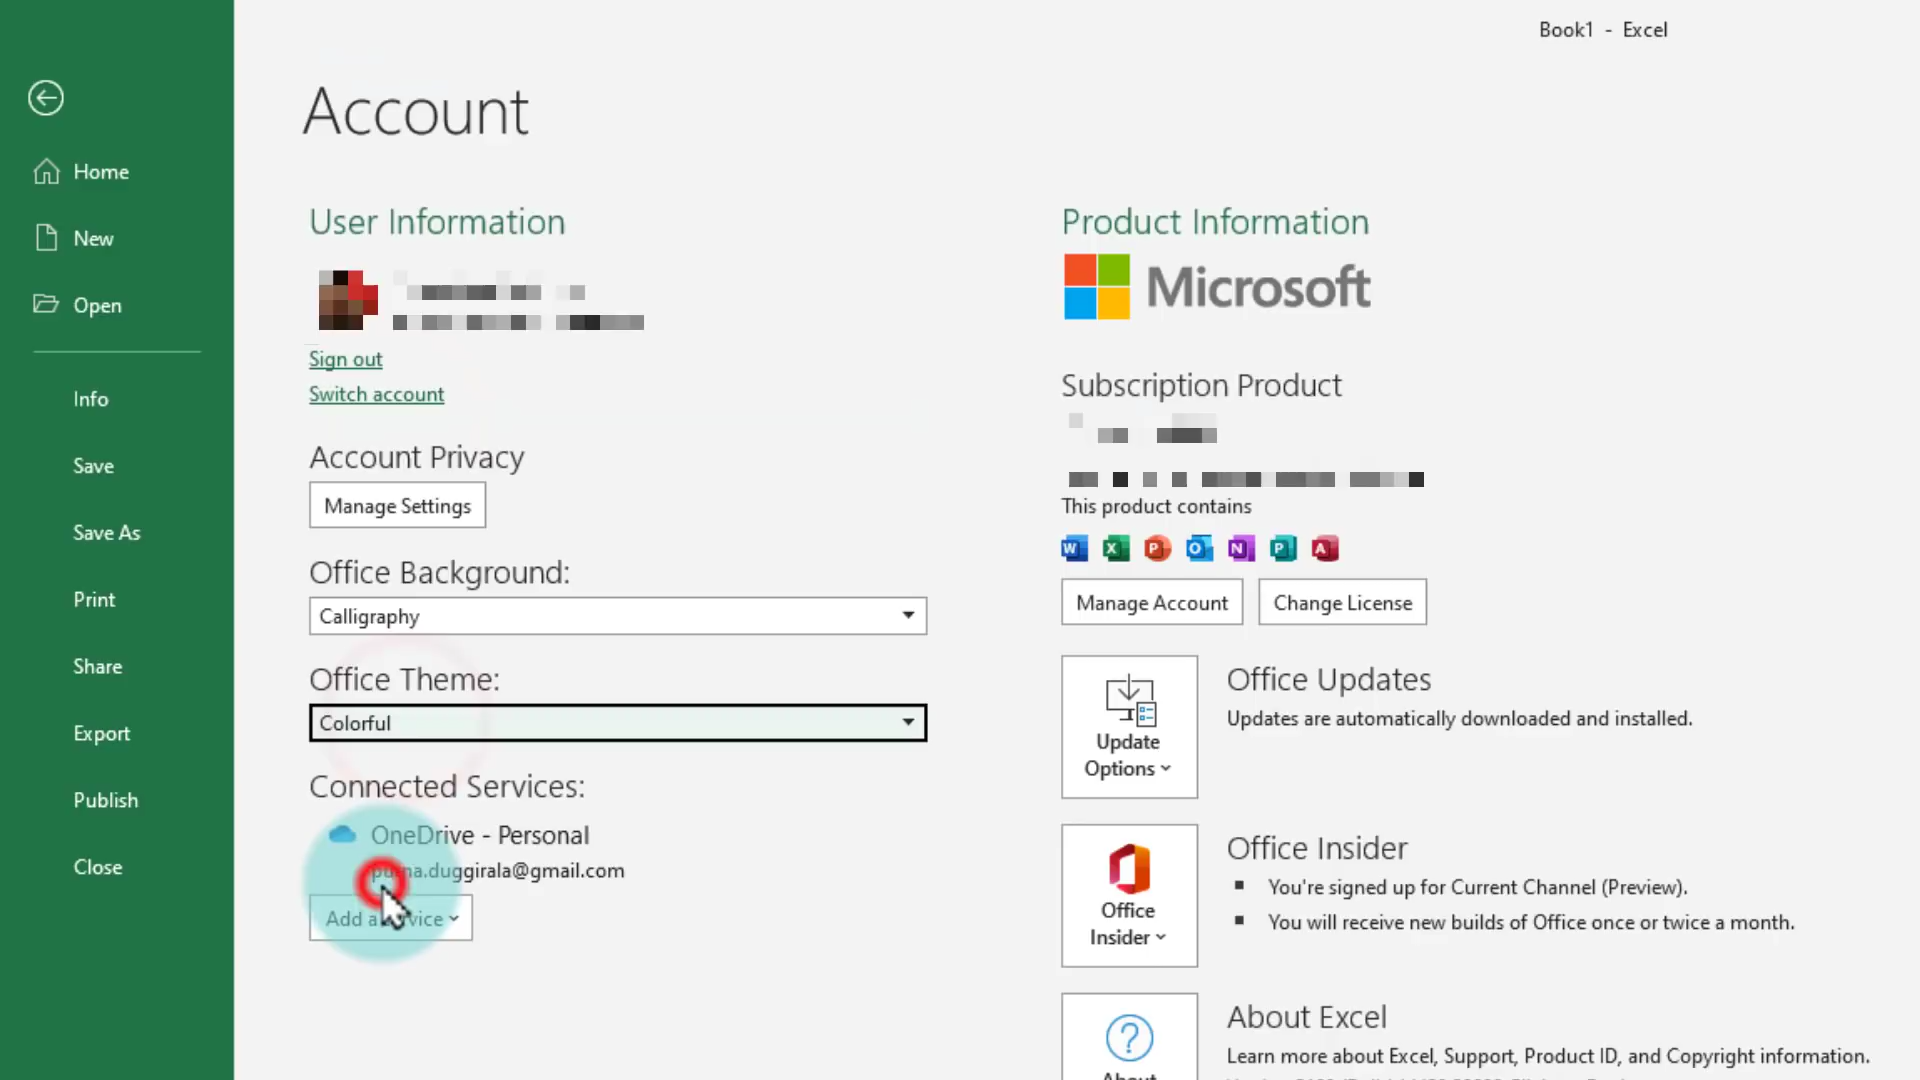 Book1 - Excel
Account
Home
New
Open
Info
Save
Save As
Print
Share
Export
Publish
Close
User Information
Sign out
Switch account
Account Privacy
Manage Settings
Office Background:
Calligraphy
Office Theme:
Colorful
Connected Services:
OneDrive - Personal
Add a
Product Information
Microsoft
Subscription Product
This product contains
W X P O N P A
Manage Account
Change License
Update
Options
Office Updates
Updates are automatically downloaded and installed.
Office
Insider
Office Insider
You're signed up for Current Channel (Preview).
You will receive new builds of Office once or twice a month.
About Excel
Learn more about Excel, Support, Product ID, and Copyright information.